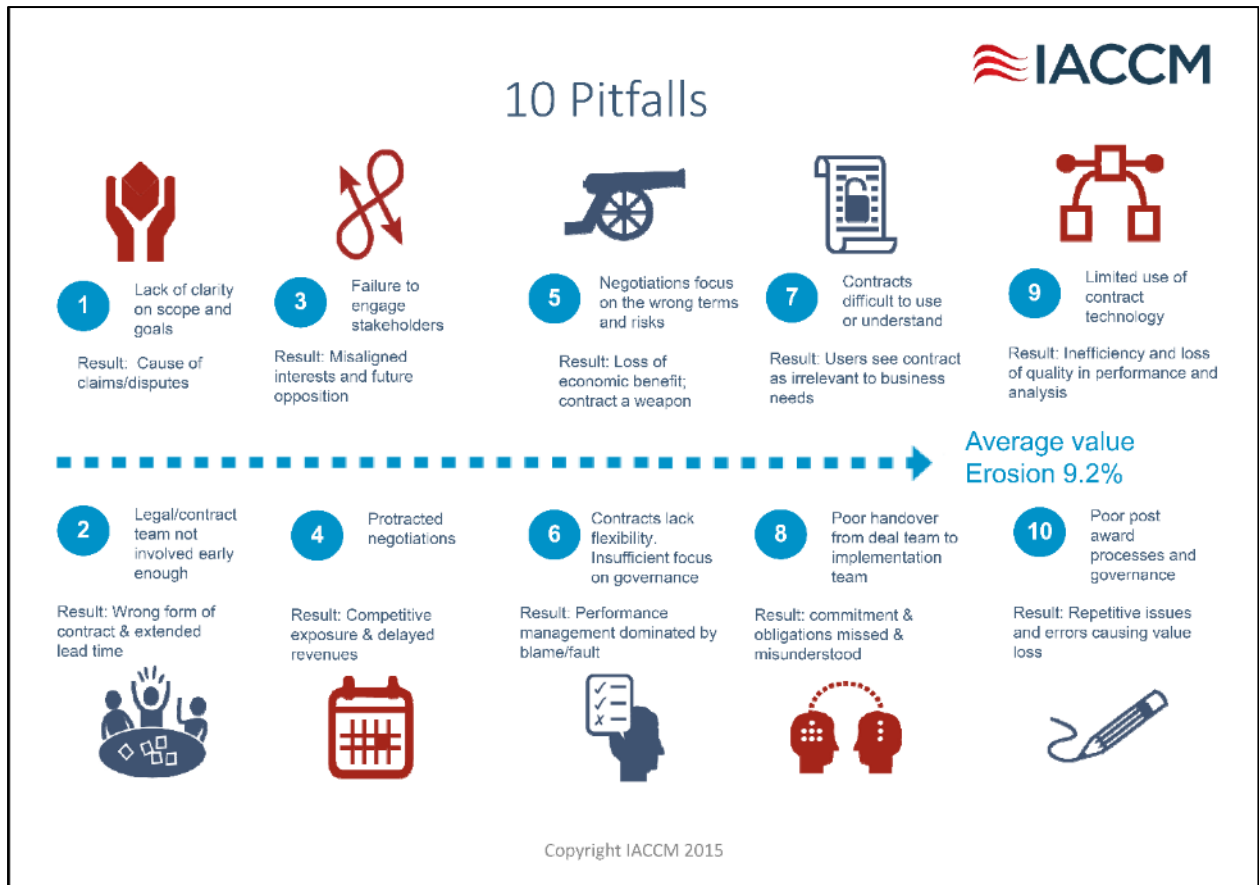 IACCM
10 Pitfalls
1
Lack of clarity
on scope and
goals
Result: Cause of
claims/disputes
3
Failure to
engage
stakeholders
Result: Misaligned
interests and future
opposition
5
Negotiations focus
on the wrong terms
and risks
Result: Loss of
economic benefit;
contract a weapon
7
Contracts
difficult to use
or understand
Result: Users see contract
as irrelevant to business
needs
9
Limited use of
contract
technology
Result: Inefficiency and loss
of quality in performance and
analysis
Average value
Erosion 9.2%
2
Legal/contract
team not
involved early
enough
Result: Wrong form of
contract & extended
lead time
4
Protracted
negotiations
Result: Competitive
exposure & delayed
revenues
6
Contracts lack
flexibility.
Insufficient focus
on governance
Result: Performance
management dominated by
blame/fault
8
Poor handover
from deal team to
implementation
team
Result: commitment &
obligations missed &
misunderstood
10
Poor post
award
processes and
governance
Result: Repetitive issues
and errors causing value
loss
Copyright IACCM 2015